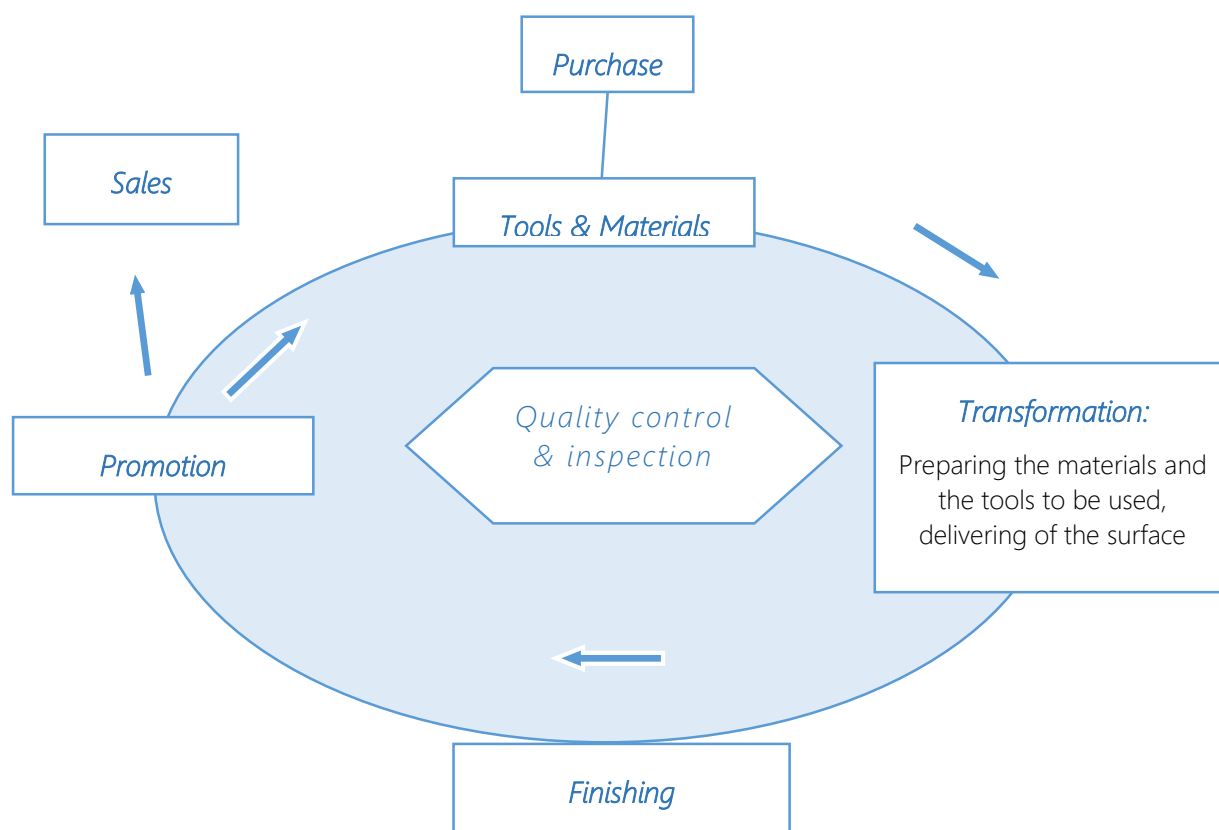 Purchase
Sales
Tools & Materials
Quality control
& inspection
Transformation:
Preparing the materials and
the tools to be used,
delivering of the surface
Promotion
Finishing